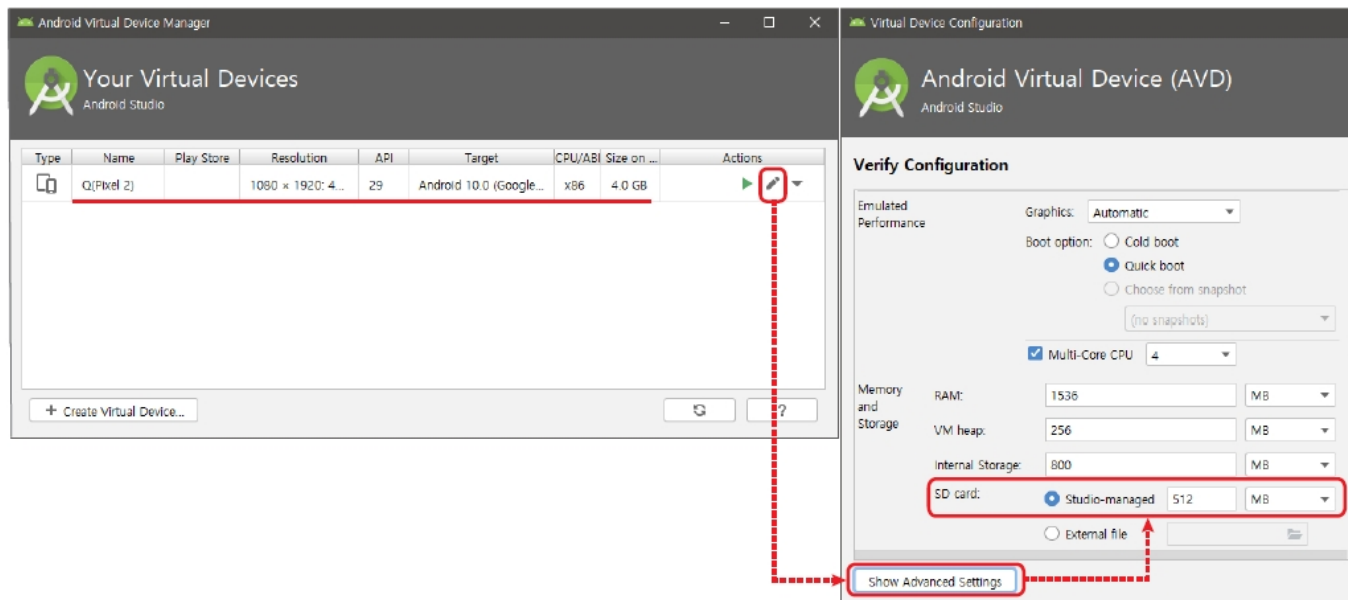 Android Virtual Device Manager
Your Virtual Devices
Android Studio
Type Name Play Store Resolution API Target CPU/ABI Size on ... Actions
Q(Pixel 2) 1080 × 1920: 4... 29 Android 10.0 (Google... x86 4.0 GB
+ Create Virtual Device...
?
Virtual Device Configuration
Android Virtual Device (AVD)
Android Studio
Verify Configuration
Emulated
Performance
Graphics: Automatic
Boot option: Cold boot
Quick boot
Choose from snapshot
(no snapshots)
Multi-Core CPU 4
Memory
and
Storage
RAM: 1536 MB
VM heap: 256 MB
Internal Storage: 800 MB
SD card: Studio-managed 512 MB
External file
Show Advanced Settings